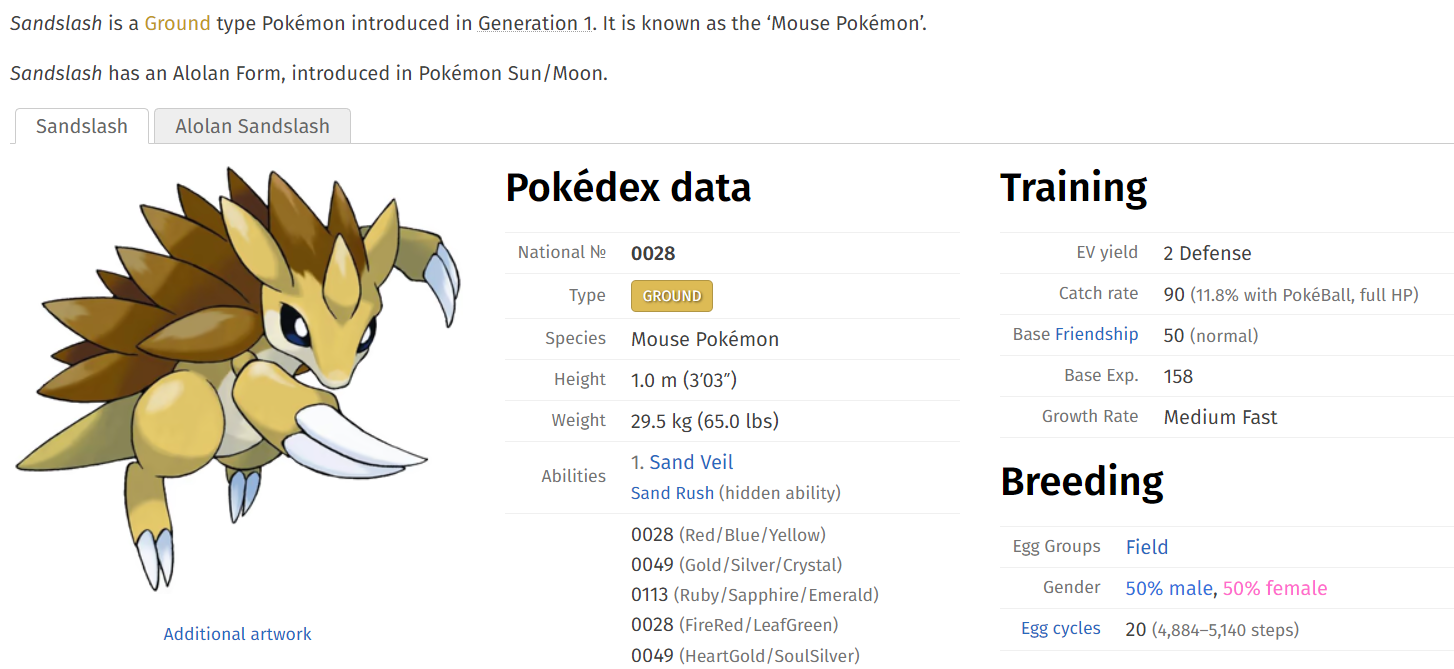 Sandslash is a Ground type Pokémon introduced in Generation 1. It is known as the ‘Mouse Pokémon’.
Sandslash has an Alolan Form, introduced in Pokémon Sun/Moon.
Sandslash
Alolan Sandslash
Additional artwork
Pokédex data
National № 0028
Type GROUND
Species Mouse Pokémon
Height 1.0 m (3′03″)
Weight 29.5 kg (65.0 lbs)
Abilities 1. Sand Veil
Sand Rush (hidden ability)
0028 (Red/Blue/Yellow)
0049 (Gold/Silver/Crystal)
0113 (Ruby/Sapphire/Emerald)
0028 (FireRed/LeafGreen)
0049 (HeartGold/SoulSilver)
Training
EV yield 2 Defense
Catch rate 90 (11.8% with PokéBall, full HP)
Base Friendship 50 (normal)
Base Exp. 158
Growth Rate Medium Fast
Breeding
Egg Groups Field
Gender 50% male, 50% female
Egg cycles 20 (4,884–5,140 steps)